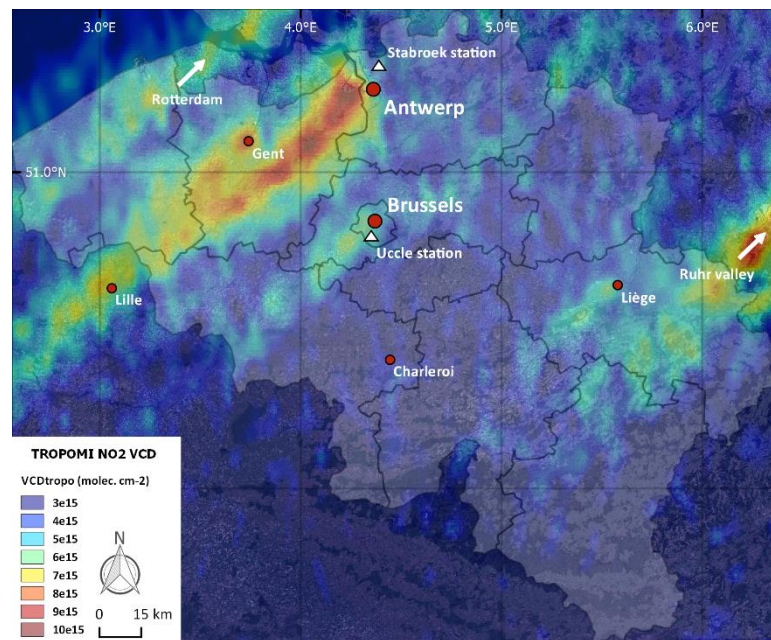 3.0°E 4.0°E 5.0°E 6.0°E
Stabroek station
Rotterdam
Antwerp
Gent
51.0°N
Brussels
Uccle station
Ruhr valley
Lille
Liège
Charleroi
TROPOMI NO2 VCD
VCDtropo (molec. cm-2)
3e15
4e15
5e15
6e15
7e15
8e15
9e15
10e15
N
0 15 km